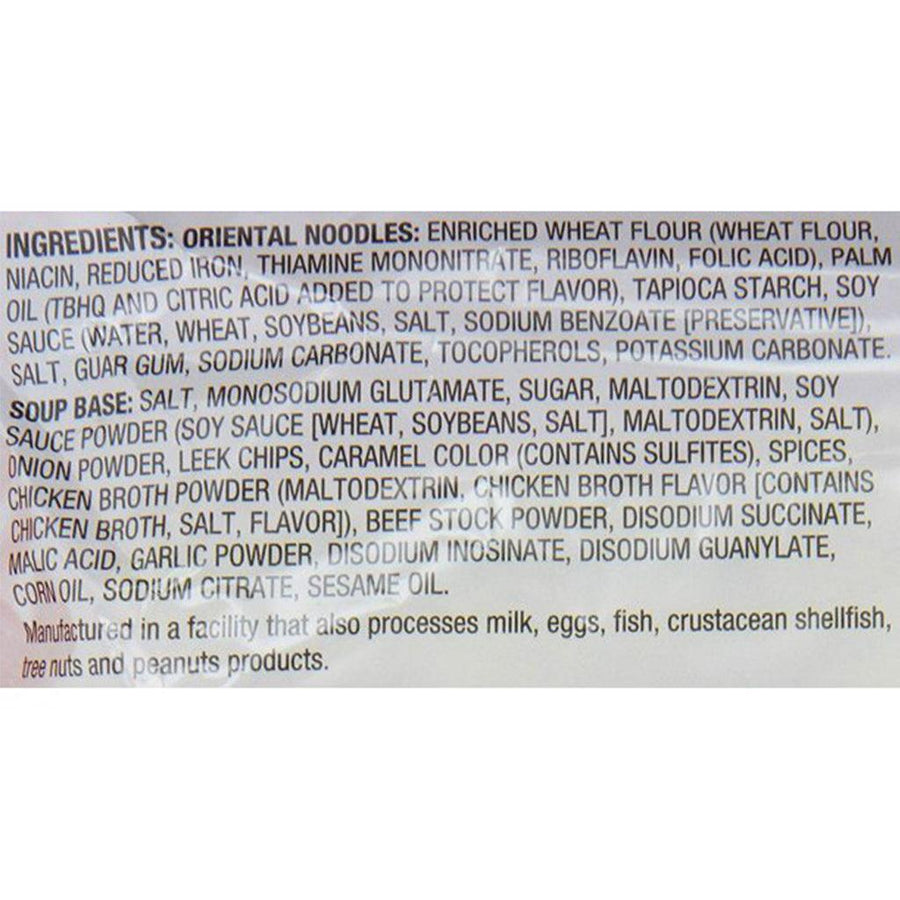 INGREDIENTS: ORIENTAL NOODLES: ENRICHED WHEAT FLOUR (WHEAT FLOUR,
NIACIN, REDUCED IRON, THIAMINE MONONITRATE, RIBOFLAVIN, FOLIC ACID), PALM
OIL (TBHQ AND CITRIC ACID ADDED TO PROTECT FLAVOR), TAPIOCA STARCH, SOY
SAUCE (WATER, WHEAT, SOYBEANS, SALT, SODIUM BENZOATE [PRESERVATIVE]),
SALT, GUAR GUM, SODIUM CARBONATE, TOCOPHEROLS, POTASSIUM CARBONATE.
SOUP BASE: SALT, MONOSODIUM GLUTAMATE, SUGAR, MALTODEXTRIN, SOY
SAUCE POWDER (SOY SAUCE [WHEAT, SOYBEANS, SALT], MALTODEXTRIN, SALT),
ONION POWDER, LEEK CHIPS, CARAMEL COLOR (CONTAINS SULFITES), SPICES,
CHICKEN BROTH POWDER (MALTODEXTRIN, CHICKEN BROTH FLAVOR [CONTAINS
CHICKEN BROTH, SALT, FLAVOR]), BEEF STOCK POWDER, DISODIUM SUCCINATE,
MALIC ACID, GARLIC POWDER, DISODIUM INOSINATE, DISODIUM GUANYLATE,
CORN OIL, SODIUM CITRATE, SESAME OIL.
Manufactured in a facility that also processes milk, eggs, fish, crustacean shellfish,
tree nuts and peanuts products.